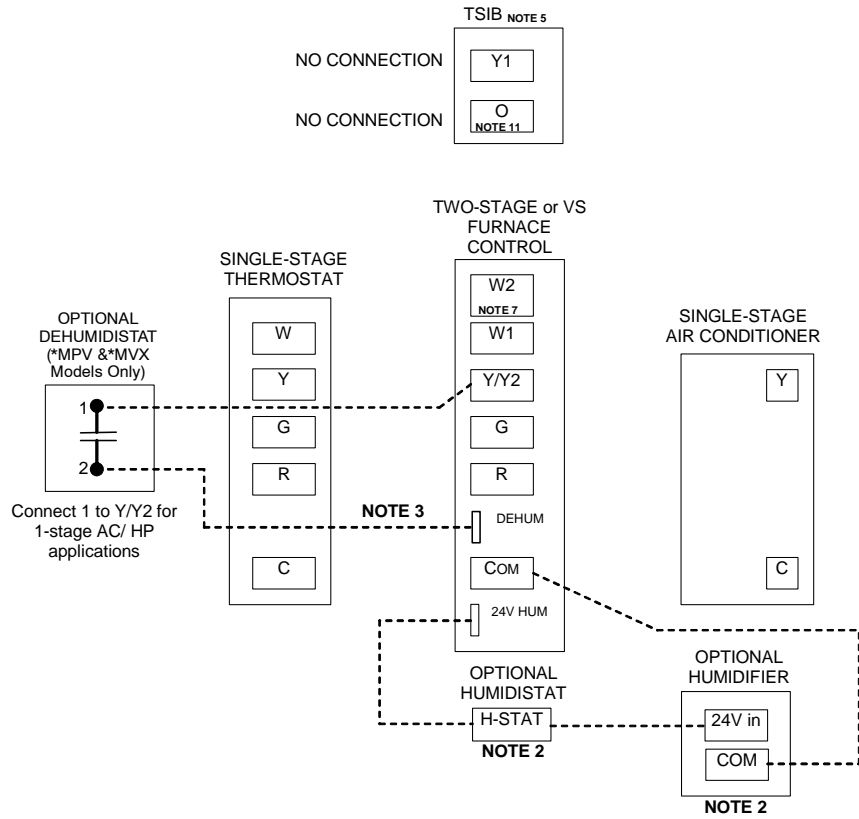 TSIB NOTE 5
NO CONNECTION
Y1
NO CONNECTION
O
NOTE 11
TWO-STAGE or VS
FURNACE
CONTROL
SINGLE-STAGE
THERMOSTAT
OPTIONAL
DEHUMIDISTAT
(*MPV &*MVX
Models Only)
SINGLE-STAGE
AIR CONDITIONER
1
2
Connect 1 to Y/Y2 for
1-stage AC/ HP
applications
W
Y
G
R
C
NOTE 3
W2
NOTE 7
W1
Y/Y2
G
R
DEHUM
COM
24V HUM
Y
C
OPTIONAL
HUMIDISTAT
H-STAT
NOTE 2
OPTIONAL
HUMIDIFIER
24V in
COM
NOTE 2